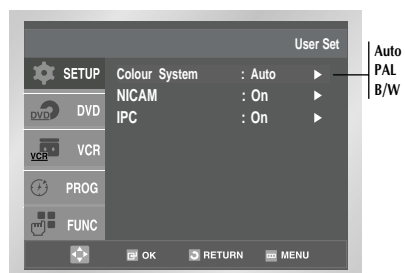 User Set
SETUP
DVD
DVD
VCR
VCR
PROG
FUNC
Colour System : Auto ►
NICAM : On ►
IPC : On ►
OK RETURN MENU
Auto
PAL
B/W